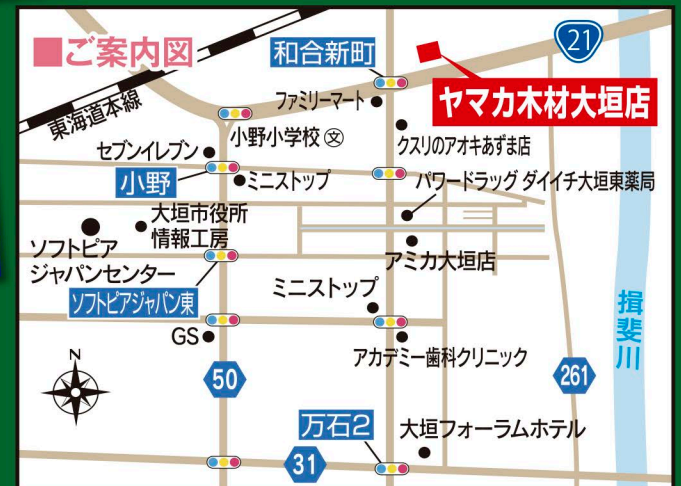 ■ご案内図
和合新町
21
ヤマカ木材大垣店
東海道本線
ファミリーマート
小野小学校 文
クスリのアオキあずま店
セブンイレブン
小野
ミニストップ
パワードラッグ ダイイチ大垣東薬局
大垣市役所
情報工房
ソフトピア
ジャパンセンター
アミカ大垣店
ソフトピアジャパン東
ミニストップ
揖斐川
GS
アカデミー歯科クリニック
N
50
261
万石2
大垣フォーラムホテル
31